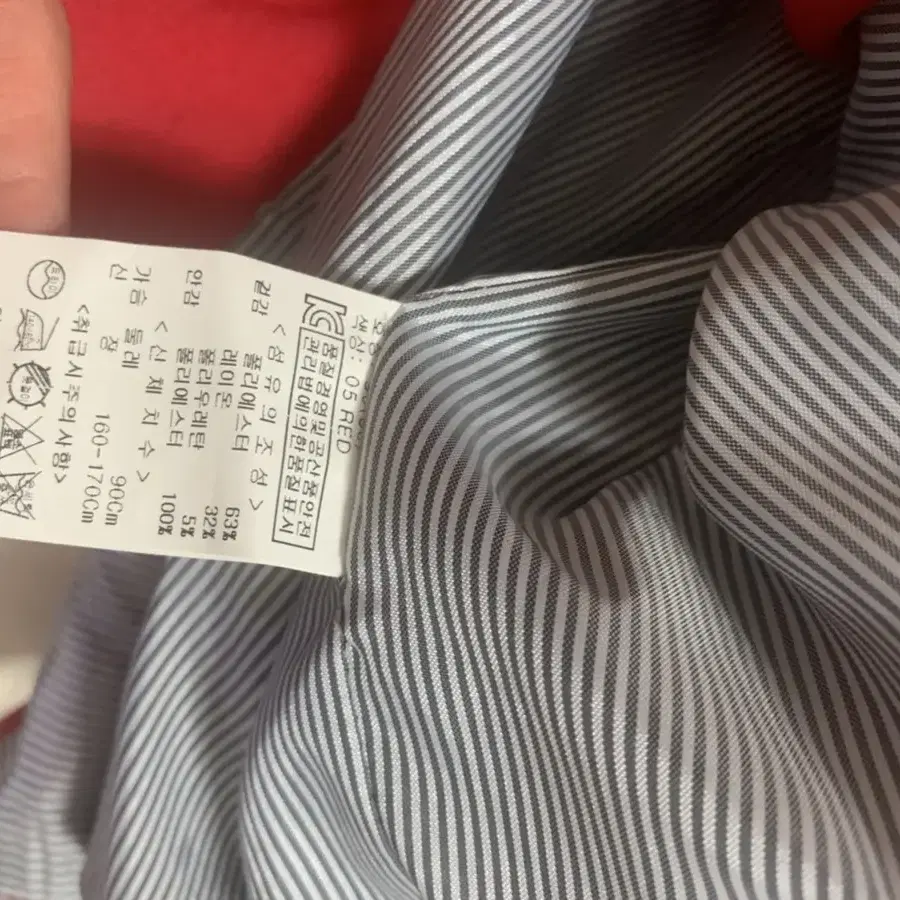 색상: 05 RED
품질경영및공산품안전
관리법에의한품질표시
<섬유의 조성>
겉감 폴리에스터 63%
레이온 32%
폴리우레탄 5%
안감 폴리에스터 100%
<신체치수>
가슴둘레 90Cm
신장 160-170Cm
<취급시주의사항>